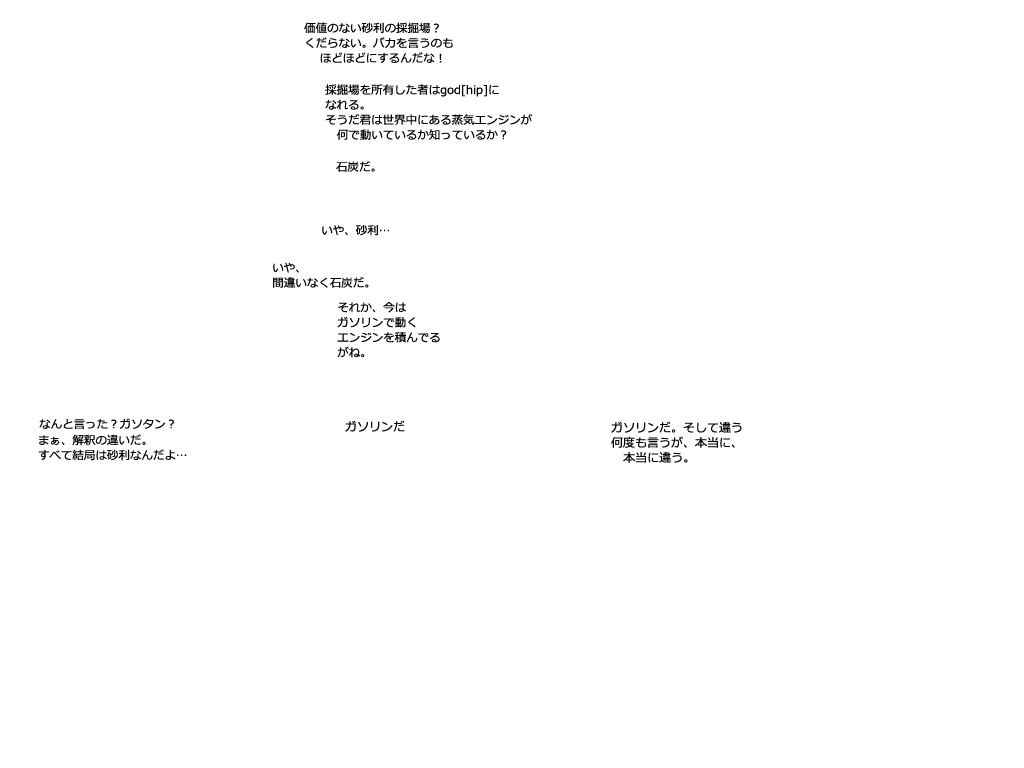 価値のない砂利の採掘場？
くだらない。バカを言うのも
ほどほどにするんだな！
採掘場を所有した者はgod[hip]に
なれる。
そうだ君は世界中にある蒸気エンジンが
何で動いているか知っているか？
石炭だ。
いや、砂利…
いや、
間違いなく石炭だ。
それか、今は
ガソリンで動く
エンジンを積んでる
がね。
なんと言った？ガソタン？
まぁ、解釈の違いだ。
すべて結局は砂利なんだよ…
ガソリンだ
ガソリンだ。そして違う
何度も言うが、本当に、
本当に違う。